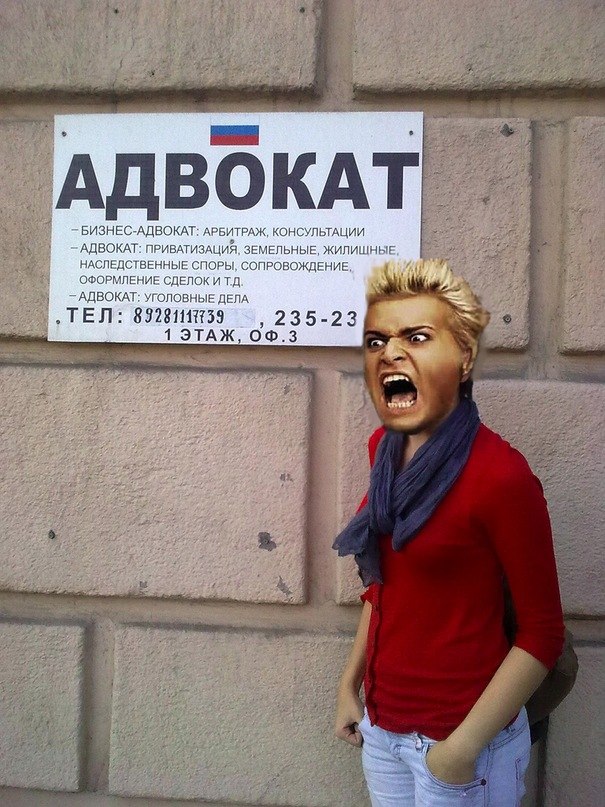 АДВОКАТ
– БИЗНЕС-АДВОКАТ: АРБИТРАЖ, КОНСУЛЬТАЦИИ
– АДВОКАТ: ПРИВАТИЗАЦИЯ, ЗЕМЕЛЬНЫЕ, ЖИЛИЩНЫЕ,
НАСЛЕДСТВЕННЫЕ СПОРЫ, СОПРОВОЖДЕНИЕ,
ОФОРМЛЕНИЕ СДЕЛОК И Т.Д.
– АДВОКАТ: УГОЛОВНЫЕ ДЕЛА
ТЕЛ: 89281117739 , 235-23
1 ЭТАЖ, ОФ.3